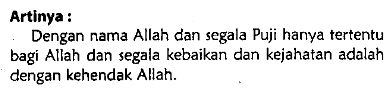 Artinya :
Dengan nama Allah dan segala Puji hanya tertentu
bagi Allah dan segala kebaikan dan kejahatan adalah
dengan kehendak Allah.